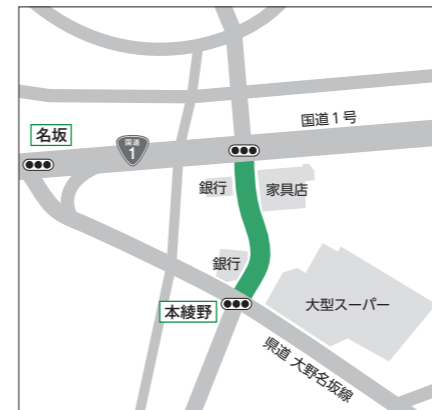 名坂
国道
1
国道1号
銀行
家具店
銀行
本綾野
大型スーパー
県道 大野名坂線